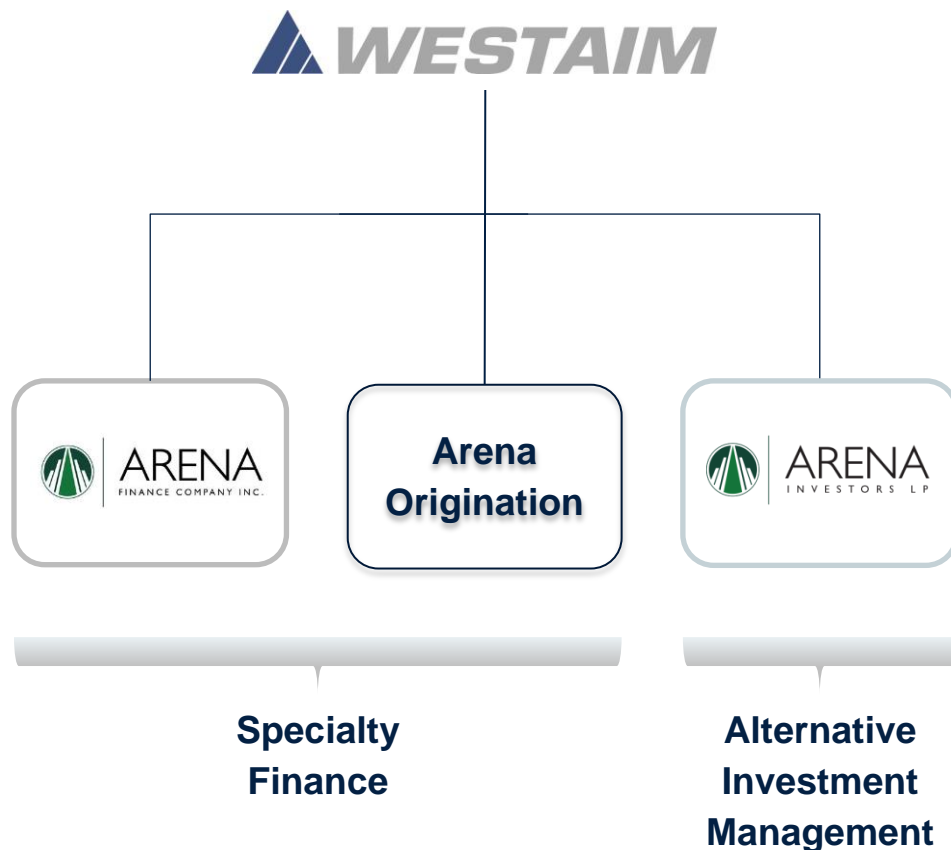 WESTAIM
ARENA
FINANCE COMPANY INC.
Arena
Origination
ARENA
INVESTORS LP
Specialty
Finance
Alternative
Investment
Management